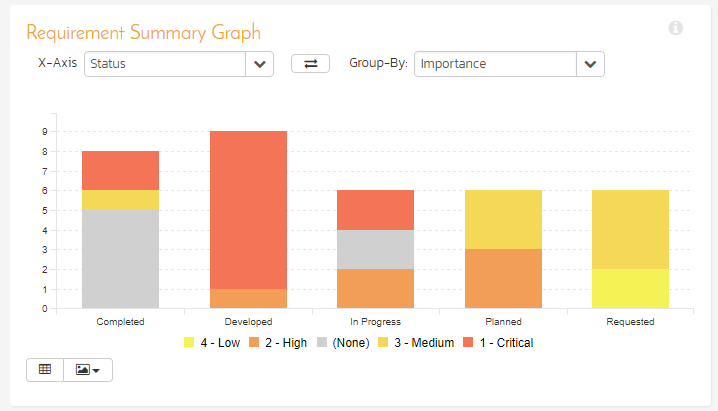 Requirement Summary Graph
X-Axis Status Group-By: Importance
9
8
7
6
5
4
3
2
1
0
Completed Developed In Progress Planned Requested
4 - Low 2 - High (None) 3 - Medium 1 - Critical